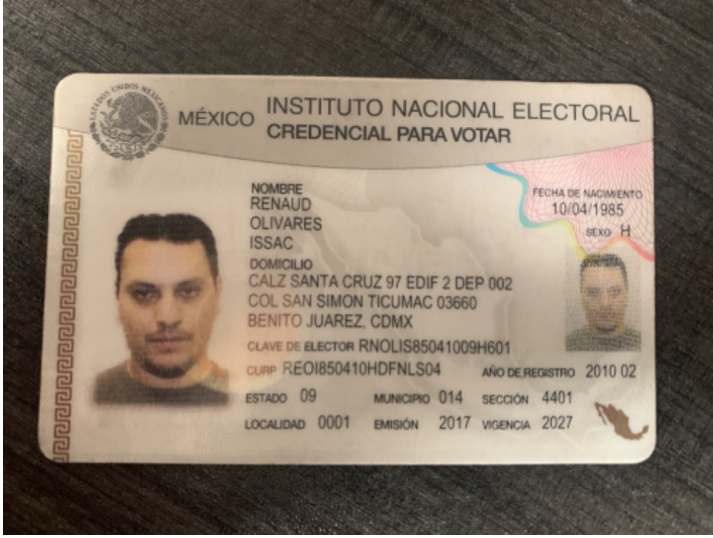 ESTADOS UNIDOS MEXICANOS
MÉXICO INSTITUTO NACIONAL ELECTORAL
CREDENCIAL PARA VOTAR
NOMBRE
RENAUD
OLIVARES
ISSAC
FECHA DE NACIMIENTO
10/04/1985
SEXO H
DOMICILIO
CALZ SANTA CRUZ 97 EDIF 2 DEP 002
COL SAN SIMON TICUMAC 03660
BENITO JUAREZ, CDMX
CLAVE DE ELECTOR RNOLIS85041009H601
CURP REOI850410HDFNLS04 AÑO DE REGISTRO 2010 02
ESTADO 09 MUNICIPIO 014 SECCIÓN 4401
LOCALIDAD 0001 EMISIÓN 2017 VIGENCIA 2027